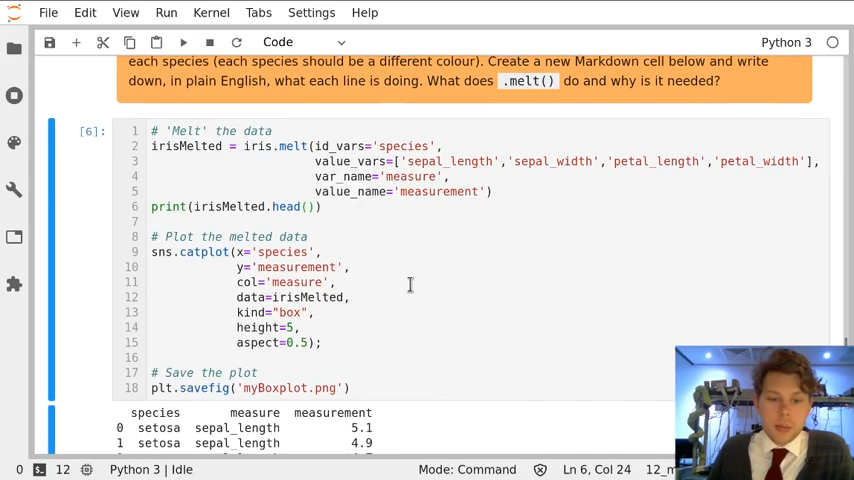 File Edit View Run Kernel Tabs Settings Help
Code Python 3
each species (each species should be a different colour). Create a new Markdown cell below and write
down, in plain English, what each line is doing. What does .melt() do and why is it needed?
[6]:
1 # 'Melt' the data
2 irisMelted = iris.melt(id_vars='species',
3 value_vars=['sepal_length','sepal_width','petal_length','petal_width'],
4 var_name='measure',
5 value_name='measurement')
6 print(irisMelted.head())
7
8 # Plot the melted data
9 sns.catplot(x='species',
10 y='measurement',
11 col='measure',
12 data=irisMelted,
13 kind="box",
14 height=5,
15 aspect=0.5);
16
17 # Save the plot
18 plt.savefig('myBoxplot.png')
species measure measurement
0 setosa sepal_length 5.1
1 setosa sepal_length 4.9
0 12 Python 3 | Idle Mode: Command Ln 6, Col 24 12_m